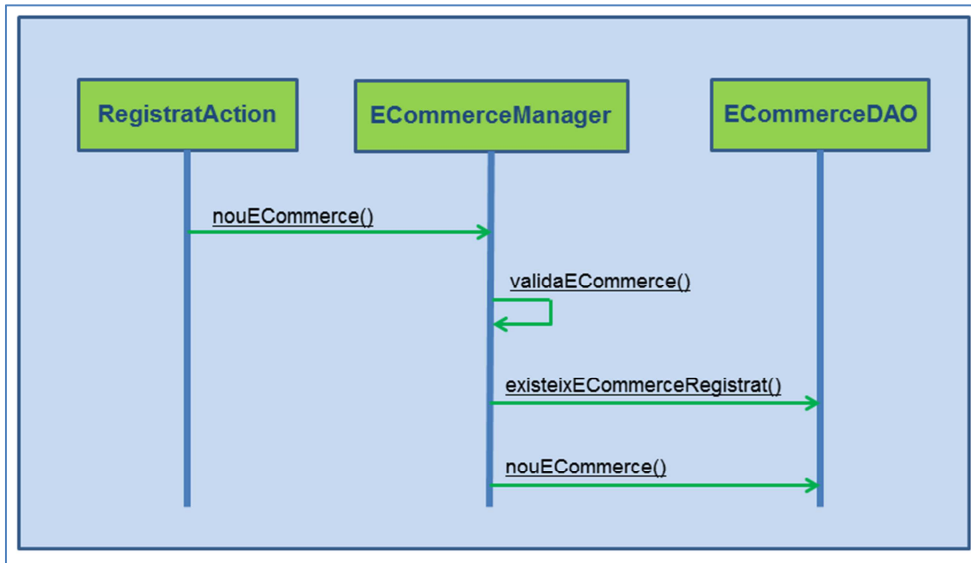 RegistratAction
ECommerceManager
ECommerceDAO
nouECommerce()
validaECommerce()
existeixECommerceRegistrat()
nouECommerce()